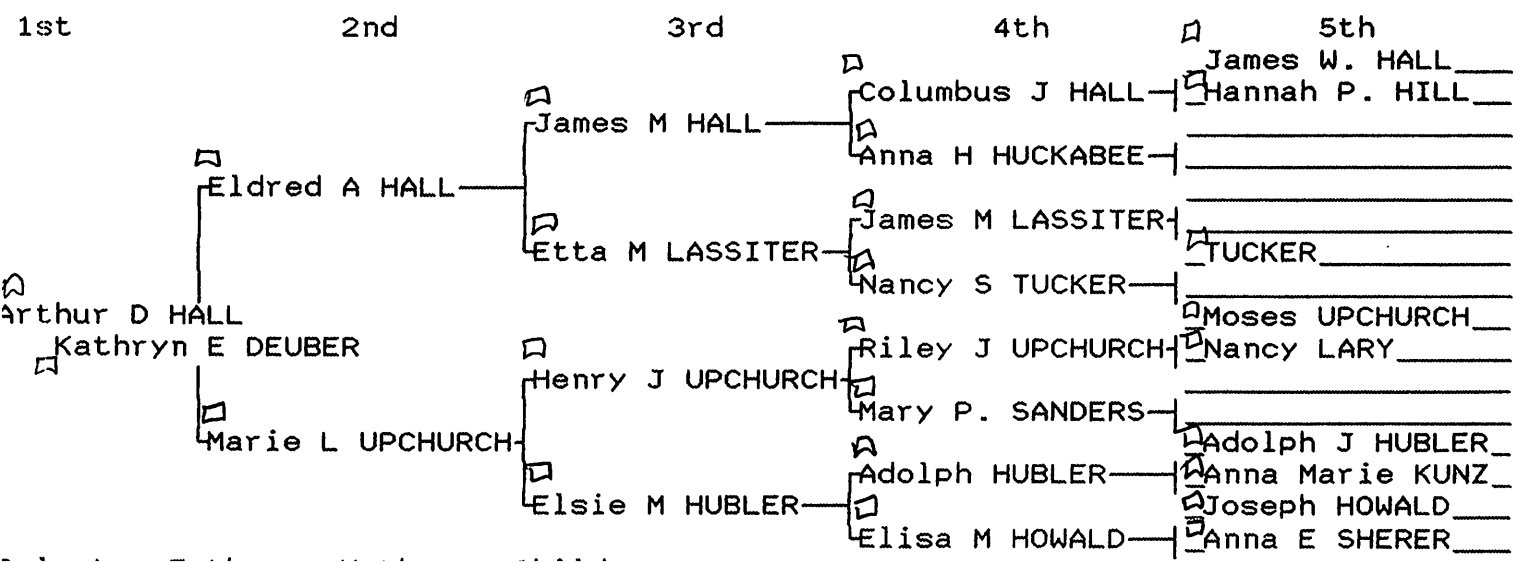 1st 2nd 3rd 4th 5th
James W. HALL
Columbus J HALL Hannah P. HILL
James M HALL
Anna H HUCKABEE
Eldred A HALL
James M LASSITER
Etta M LASSITER TUCKER
Nancy S TUCKER
Arthur D HALL Moses UPCHURCH
Kathryn E DEUBER Riley J UPCHURCH Nancy LARY
Henry J UPCHURCH
Mary P. SANDERS
Marie L UPCHURCH Adolph J HUBLER
Adolph HUBLER Anna Marie KUNZ
Elsie M HUBLER Joseph HOWALD
Elisa M HOWALD Anna E SHERER